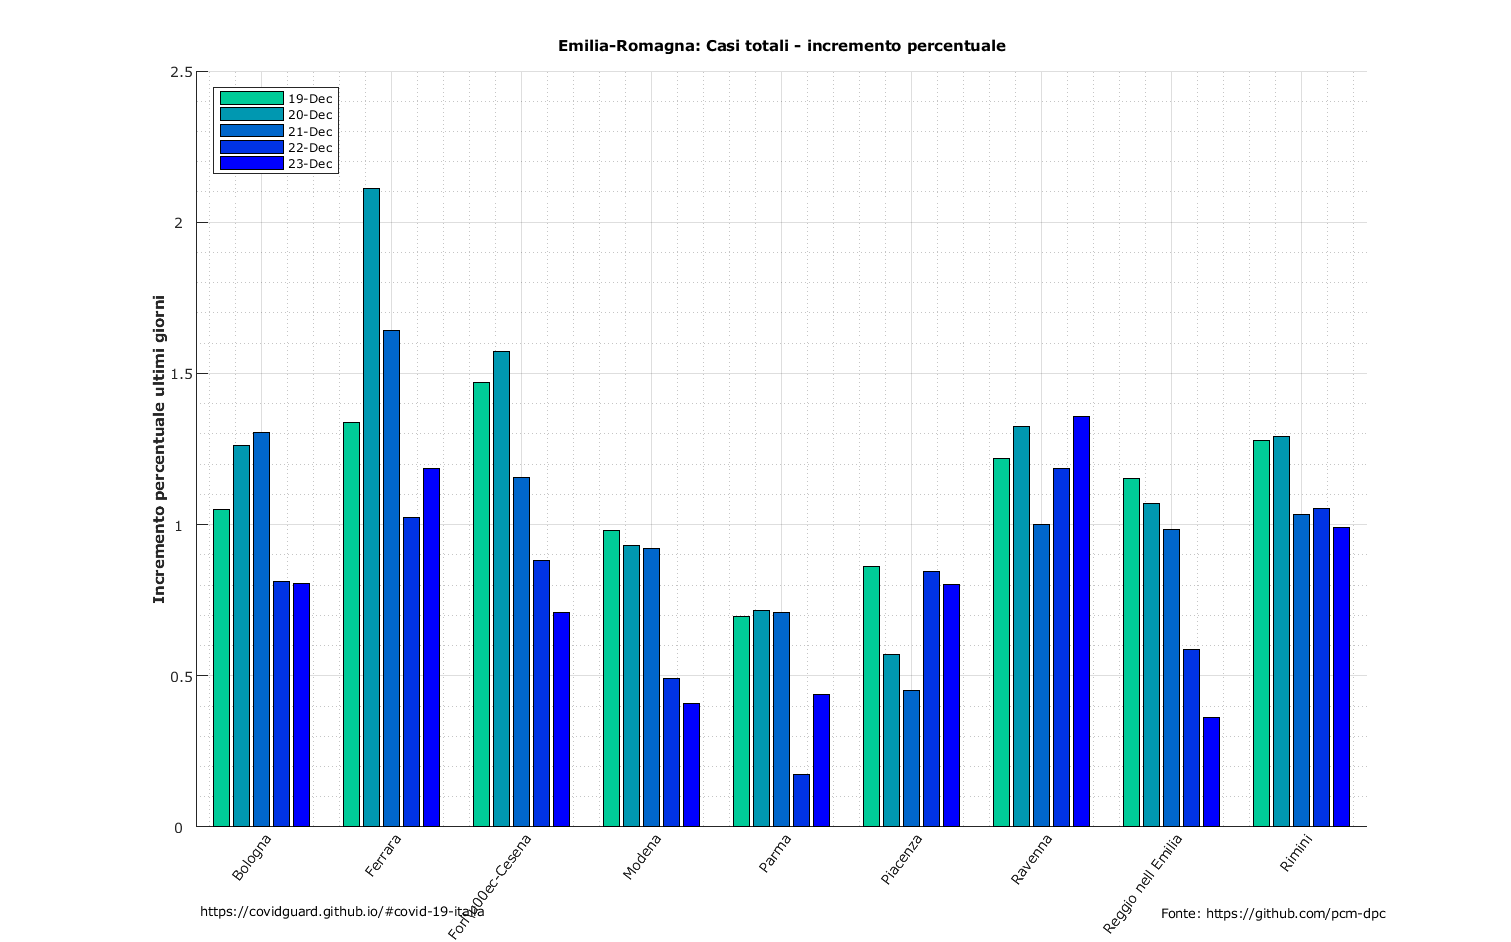 Emilia-Romagna: Casi totali - incremento percentuale
2.5
2
1.5
1
0.5
0
Incremento percentuale ultimi giorni
19-Dec
20-Dec
21-Dec
22-Dec
23-Dec
Bologna
Ferrara
Modena
Parma
Piacenza
Ravenna
Reggio nell Emilia
Rimini
https://covidguard.github.io/#covid-19-italia
Fonte: https://github.com/pcm-dpc